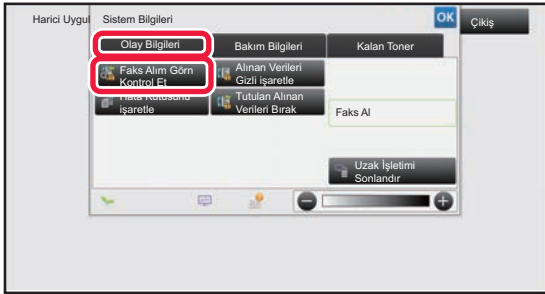 Harici Uygul
Sistem Bilgileri
OK
Çıkış
Olay Bilgileri
Bakım Bilgileri
Kalan Toner
Faks Alım Görn
Kontrol Et
Alınan Verileri
Gizli işaretle
Hata Kutusunu
işaretle
Tutulan Alınan
Verileri Bırak
Faks Al
Uzak İşletimi
Sonlandır